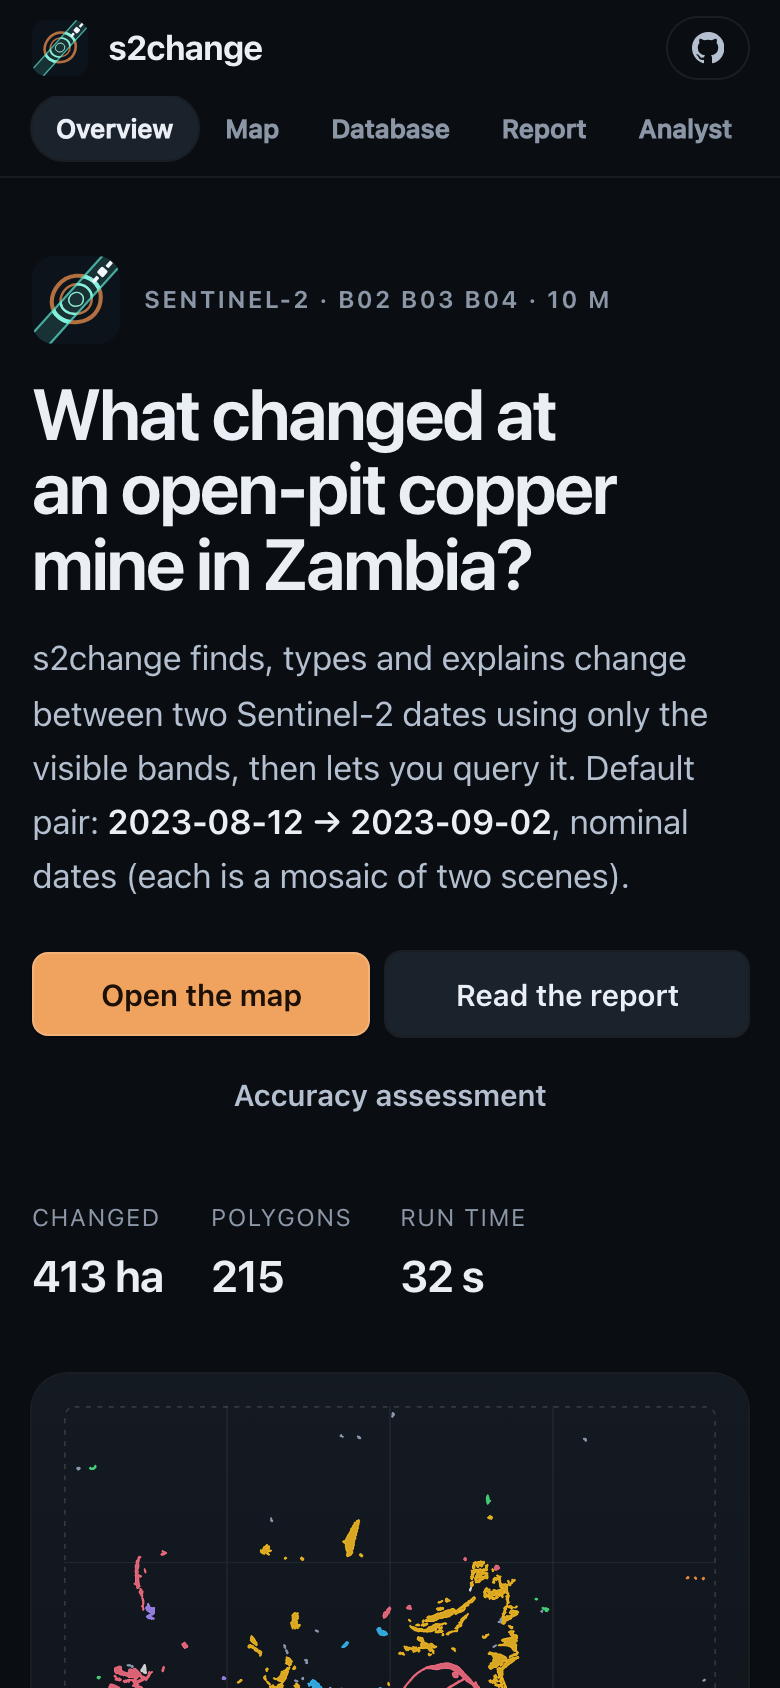 s2change
Overview Map Database Report Analyst
SENTINEL-2 · B02 B03 B04 · 10 M
What changed at
an open-pit copper
mine in Zambia?
s2change finds, types and explains change
between two Sentinel-2 dates using only the
visible bands, then lets you query it. Default
pair: 2023-08-12 → 2023-09-02, nominal
dates (each is a mosaic of two scenes).
Open the map Read the report
Accuracy assessment
CHANGED POLYGONS RUN TIME
413 ha 215 32 s